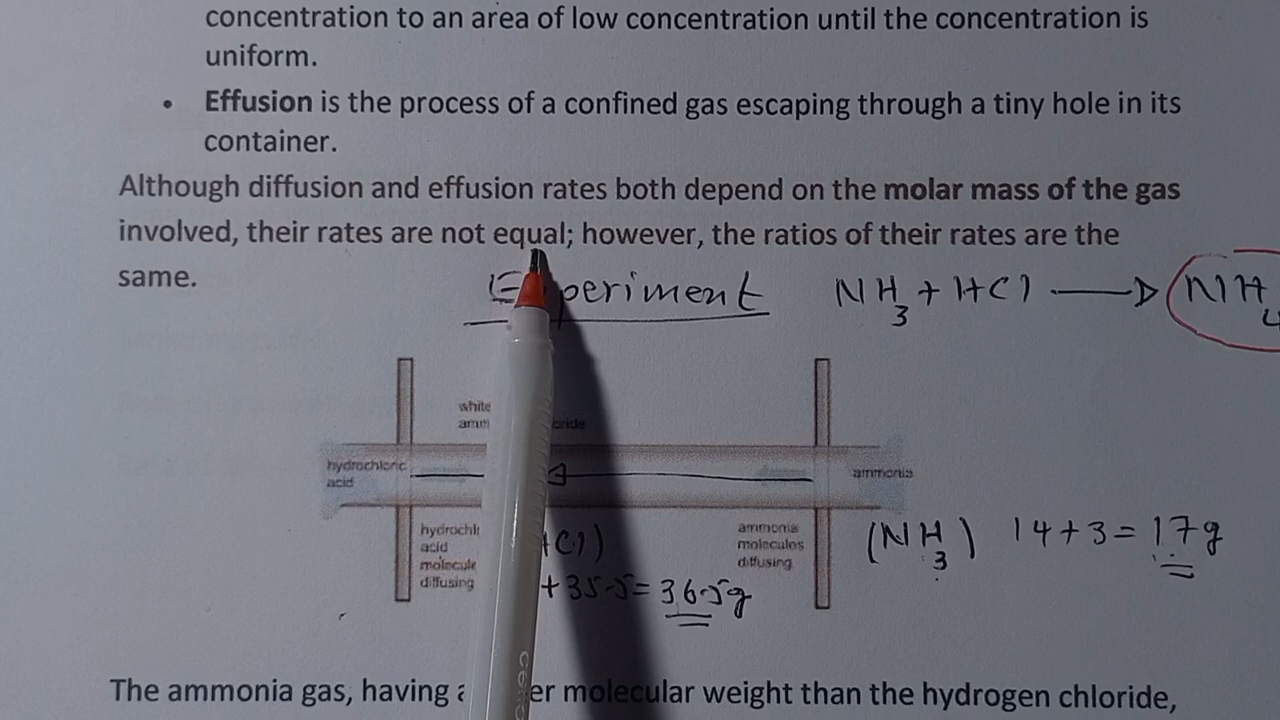 concentration to an area of low concentration until the concentration is
uniform.
• Effusion is the process of a confined gas escaping through a tiny hole in its
container.
Although diffusion and effusion rates both depend on the molar mass of the gas
involved, their rates are not equal; however, the ratios of their rates are the
same.
Experiment NH3 + HCl → NH4
white
hydrochloric
acid
ammonia
acid
diffusing
ammonia
molecules
diffusing
+35.5=36.5g
(NH3) 14+3=17g
The ammonia gas, having molecular weight than the hydrogen chloride,